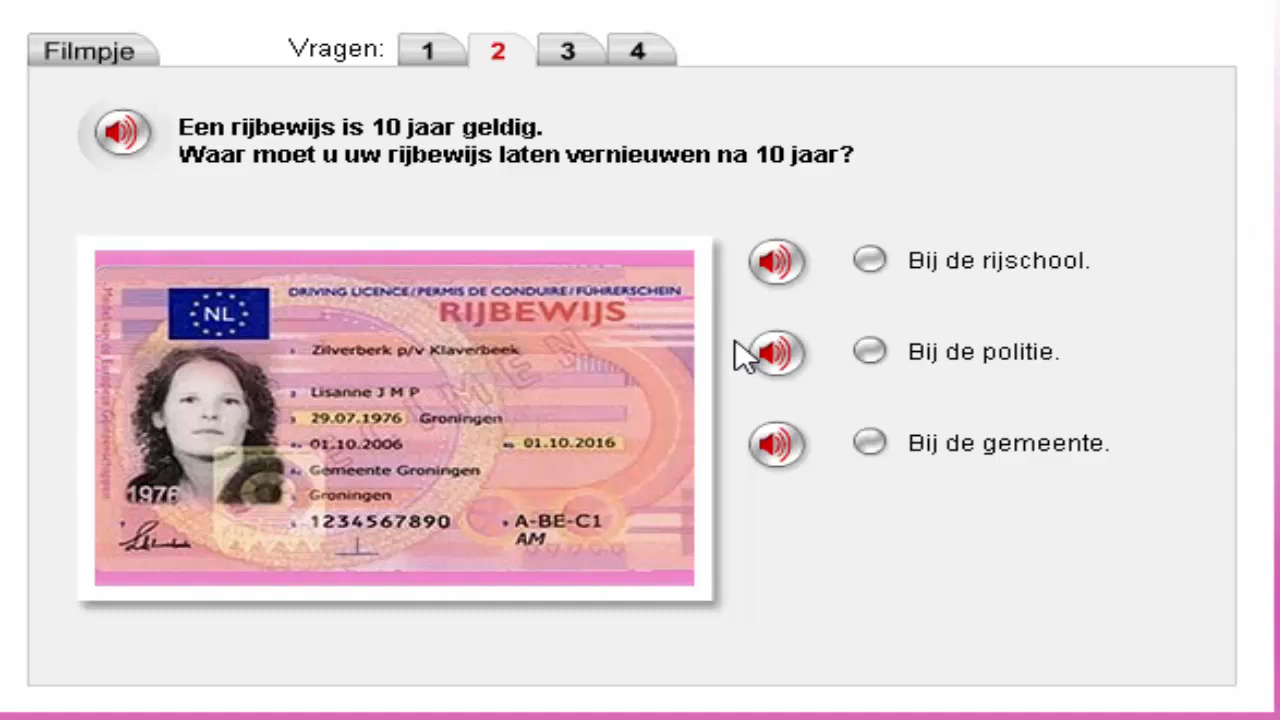 Filmpje
Vragen: 1 2 3 4
Een rijbewijs is 10 jaar geldig.
Waar moet u uw rijbewijs laten vernieuwen na 10 jaar?
DRIVING LICENCE/PERMIS DE CONDUIRE/FÜHRERSCHEIN
NL
RIJBEWIJS
Zilverberk p/v Klaverbeek
Lisanne J M P
29.07.1976 Groningen
01.10.2006 01.10.2016
Gemeente Groningen
1976
Groningen
1234567890 A-BE-C1
AM
Bij de rijschool.
Bij de politie.
Bij de gemeente.